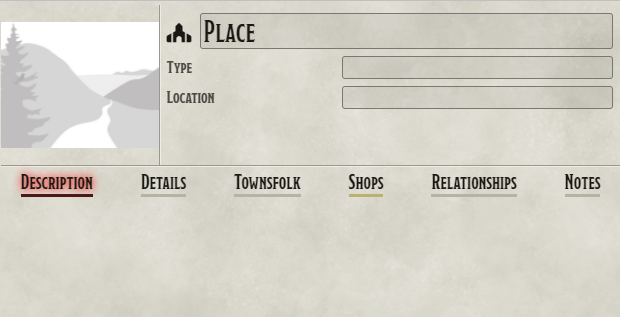 Place
Type
Location
Description Details Townsfolk Shops Relationships Notes